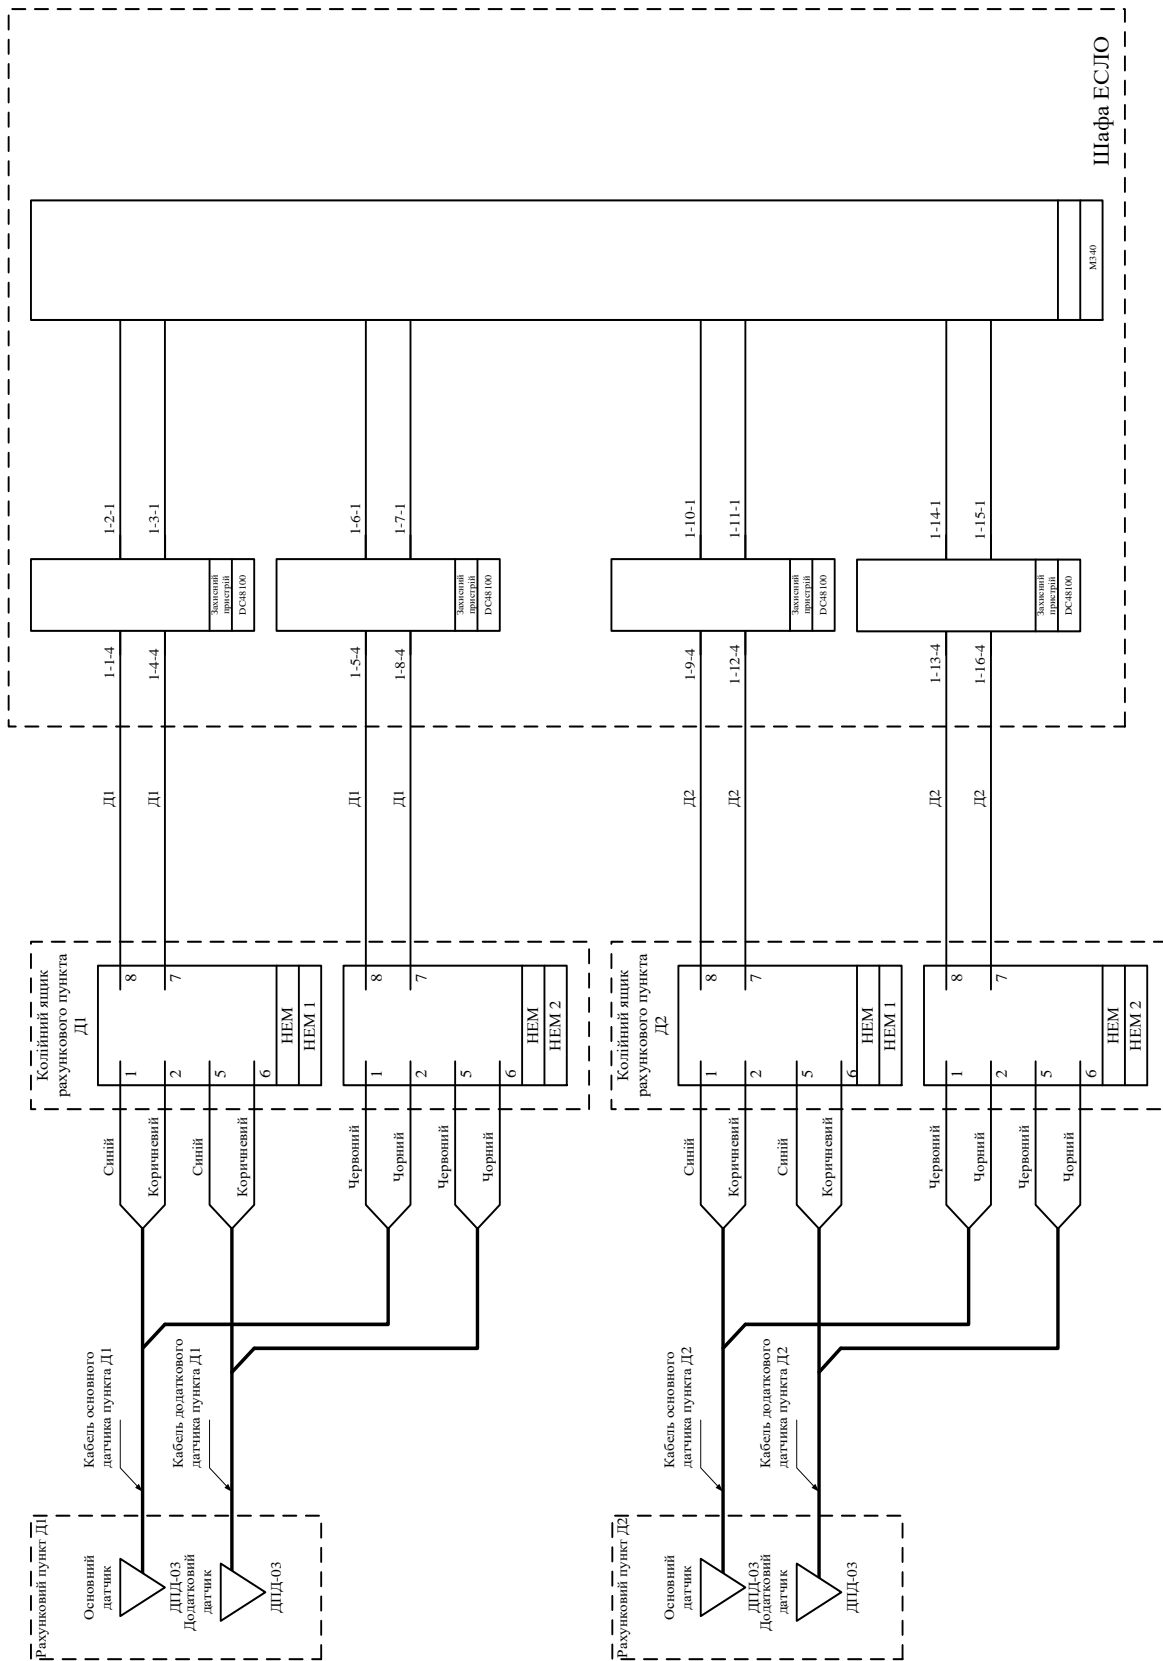 Шафа ЕСЛО
М340
1-2-1
1-3-1
1-6-1
1-7-1
1-10-1
1-11-1
1-14-1
1-15-1
Захисний
пристрій
DC48100
Захисний
пристрій
DC48100
Захисний
пристрій
DC48100
Захисний
пристрій
DC48100
1-1-4
1-4-4
1-5-4
1-8-4
1-9-4
1-12-4
1-13-4
1-16-4
Д1
Д1
Д1
Д1
Д2
Д2
Д2
Д2
Колійний ящик
рахункового пункта
Д1
8
7
1
2
5
6
НЕМ
НЕМ 1
8
7
1
2
5
6
НЕМ
НЕМ 2
Колійний ящик
рахункового пункта
Д2
8
7
1
2
5
6
НЕМ
НЕМ 1
8
7
1
2
5
6
НЕМ
НЕМ 2
Синій
Коричневий
Синій
Коричневий
Червоний
Чорний
Червоний
Чорний
Синій
Коричневий
Синій
Коричневий
Червоний
Чорний
Червоний
Чорний
Кабель основного
датчика пункта Д1
Кабель додаткового
датчика пункта Д1
Кабель основного
датчика пункта Д2
Кабель додаткового
датчика пункта Д2
Рахунковий пункт Д1
Основний
датчик
ДПД-03
Додатковий
датчик
ДПД-03
Рахунковий пункт Д2
Основний
датчик
ДПД-03
Додатковий
датчик
ДПД-03